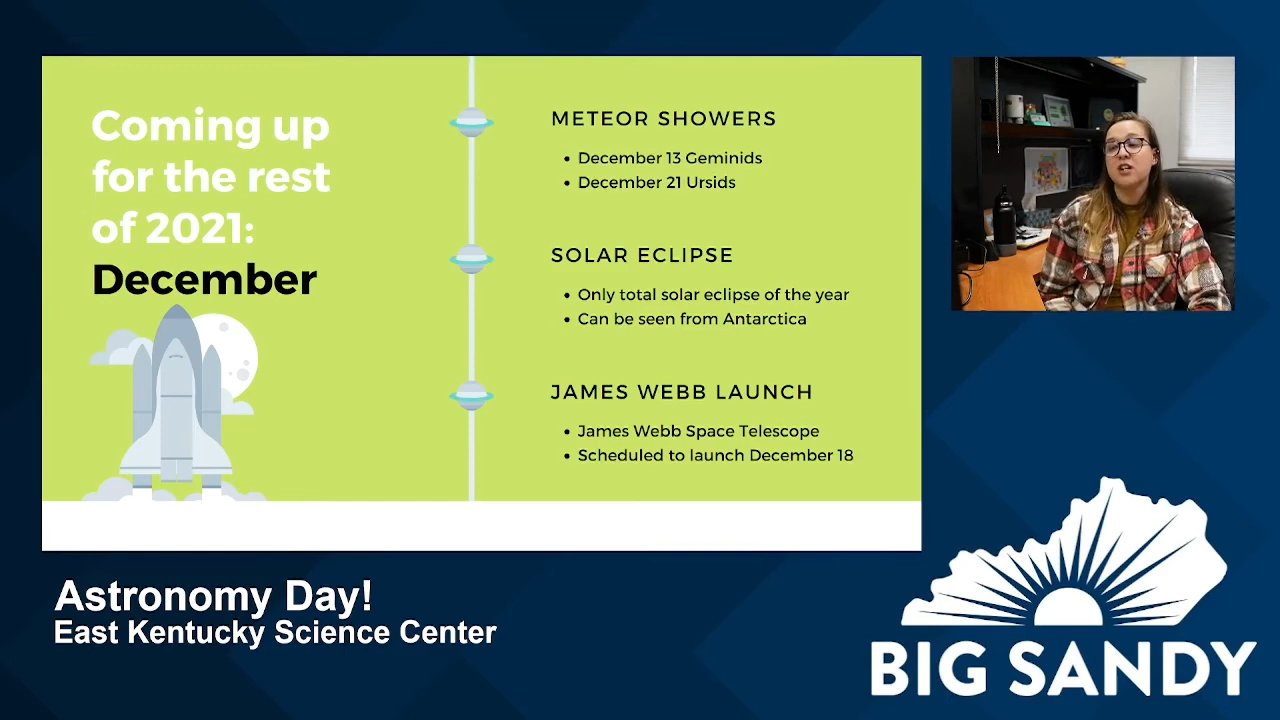 Coming up
for the rest
of 2021:
December
METEOR SHOWERS
• December 13 Geminids
• December 21 Ursids
SOLAR ECLIPSE
• Only total solar eclipse of the year
• Can be seen from Antarctica
JAMES WEBB LAUNCH
• James Webb Space Telescope
• Scheduled to launch December 18
Astronomy Day!
East Kentucky Science Center
BIG SANDY